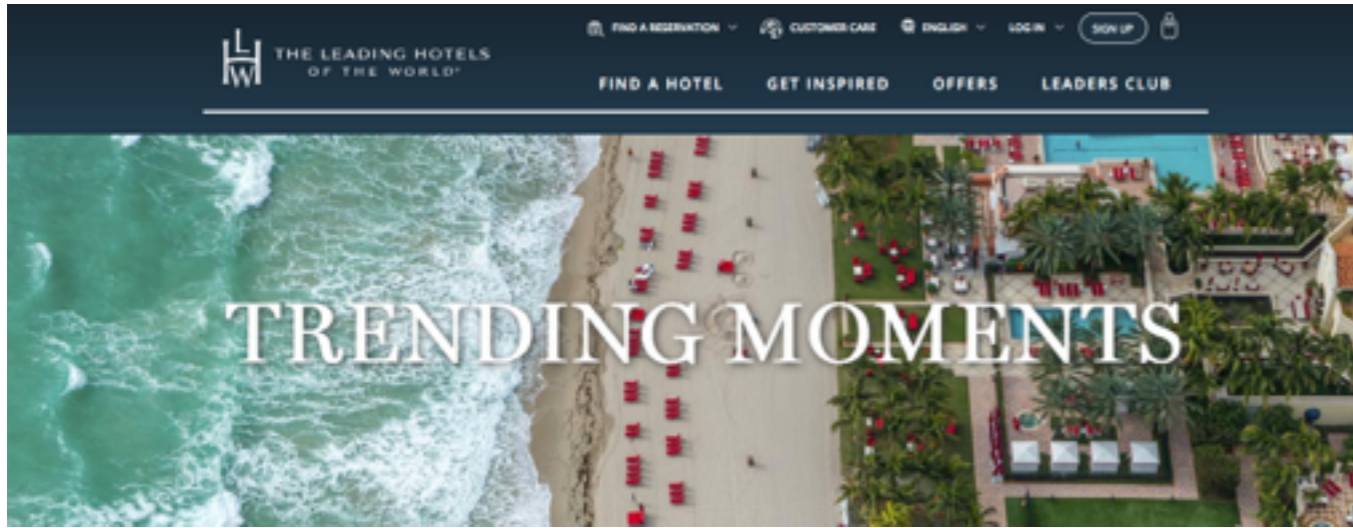 FIND A RESERVATION
CUSTOMER CARE
ENGLISH
LOG IN
SIGN UP
LHW
THE LEADING HOTELS
OF THE WORLD®
FIND A HOTEL
GET INSPIRED
OFFERS
LEADERS CLUB
TRENDING MOMENTS